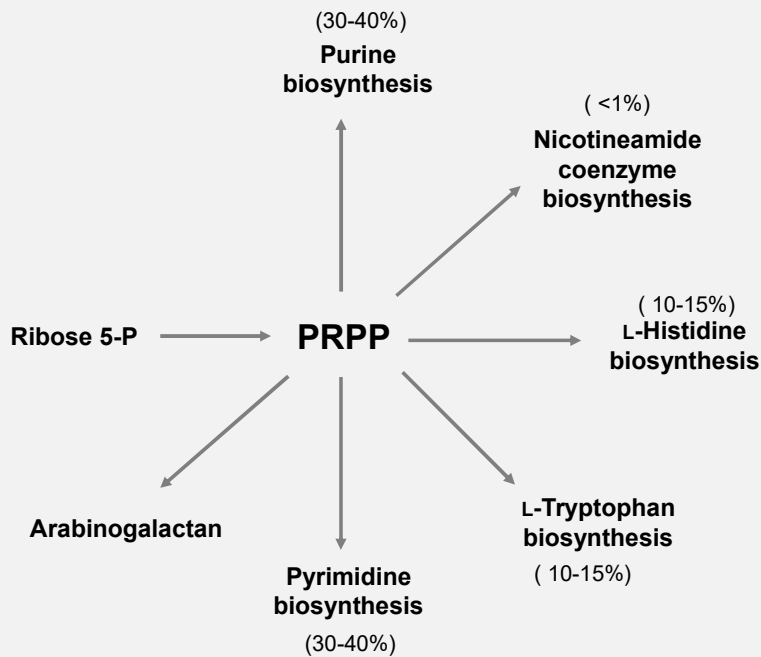 (30-40%)
Purine
biosynthesis
( <1%)
Nicotineamide
coenzyme
biosynthesis
Ribose 5-P
PRPP
( 10-15%)
L-Histidine
biosynthesis
Arabinogalactan
L-Tryptophan
biosynthesis
( 10-15%)
Pyrimidine
biosynthesis
(30-40%)